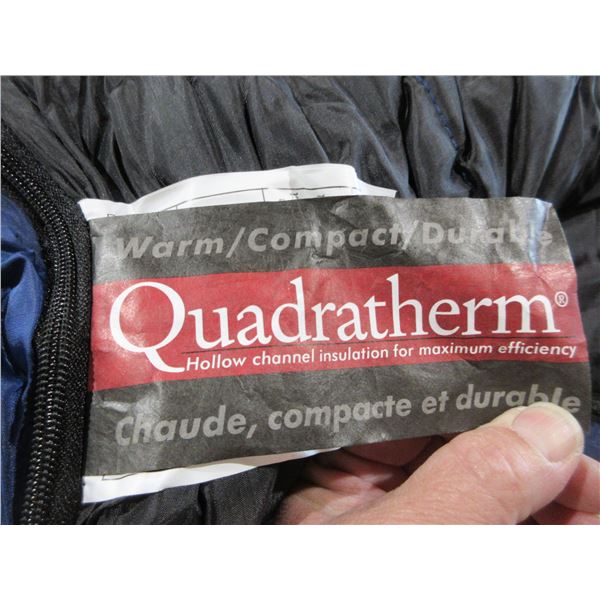 Warm/Compact/Durable
Quadratherm®
Hollow channel insulation for maximum efficiency
Chaude, compacte et durable